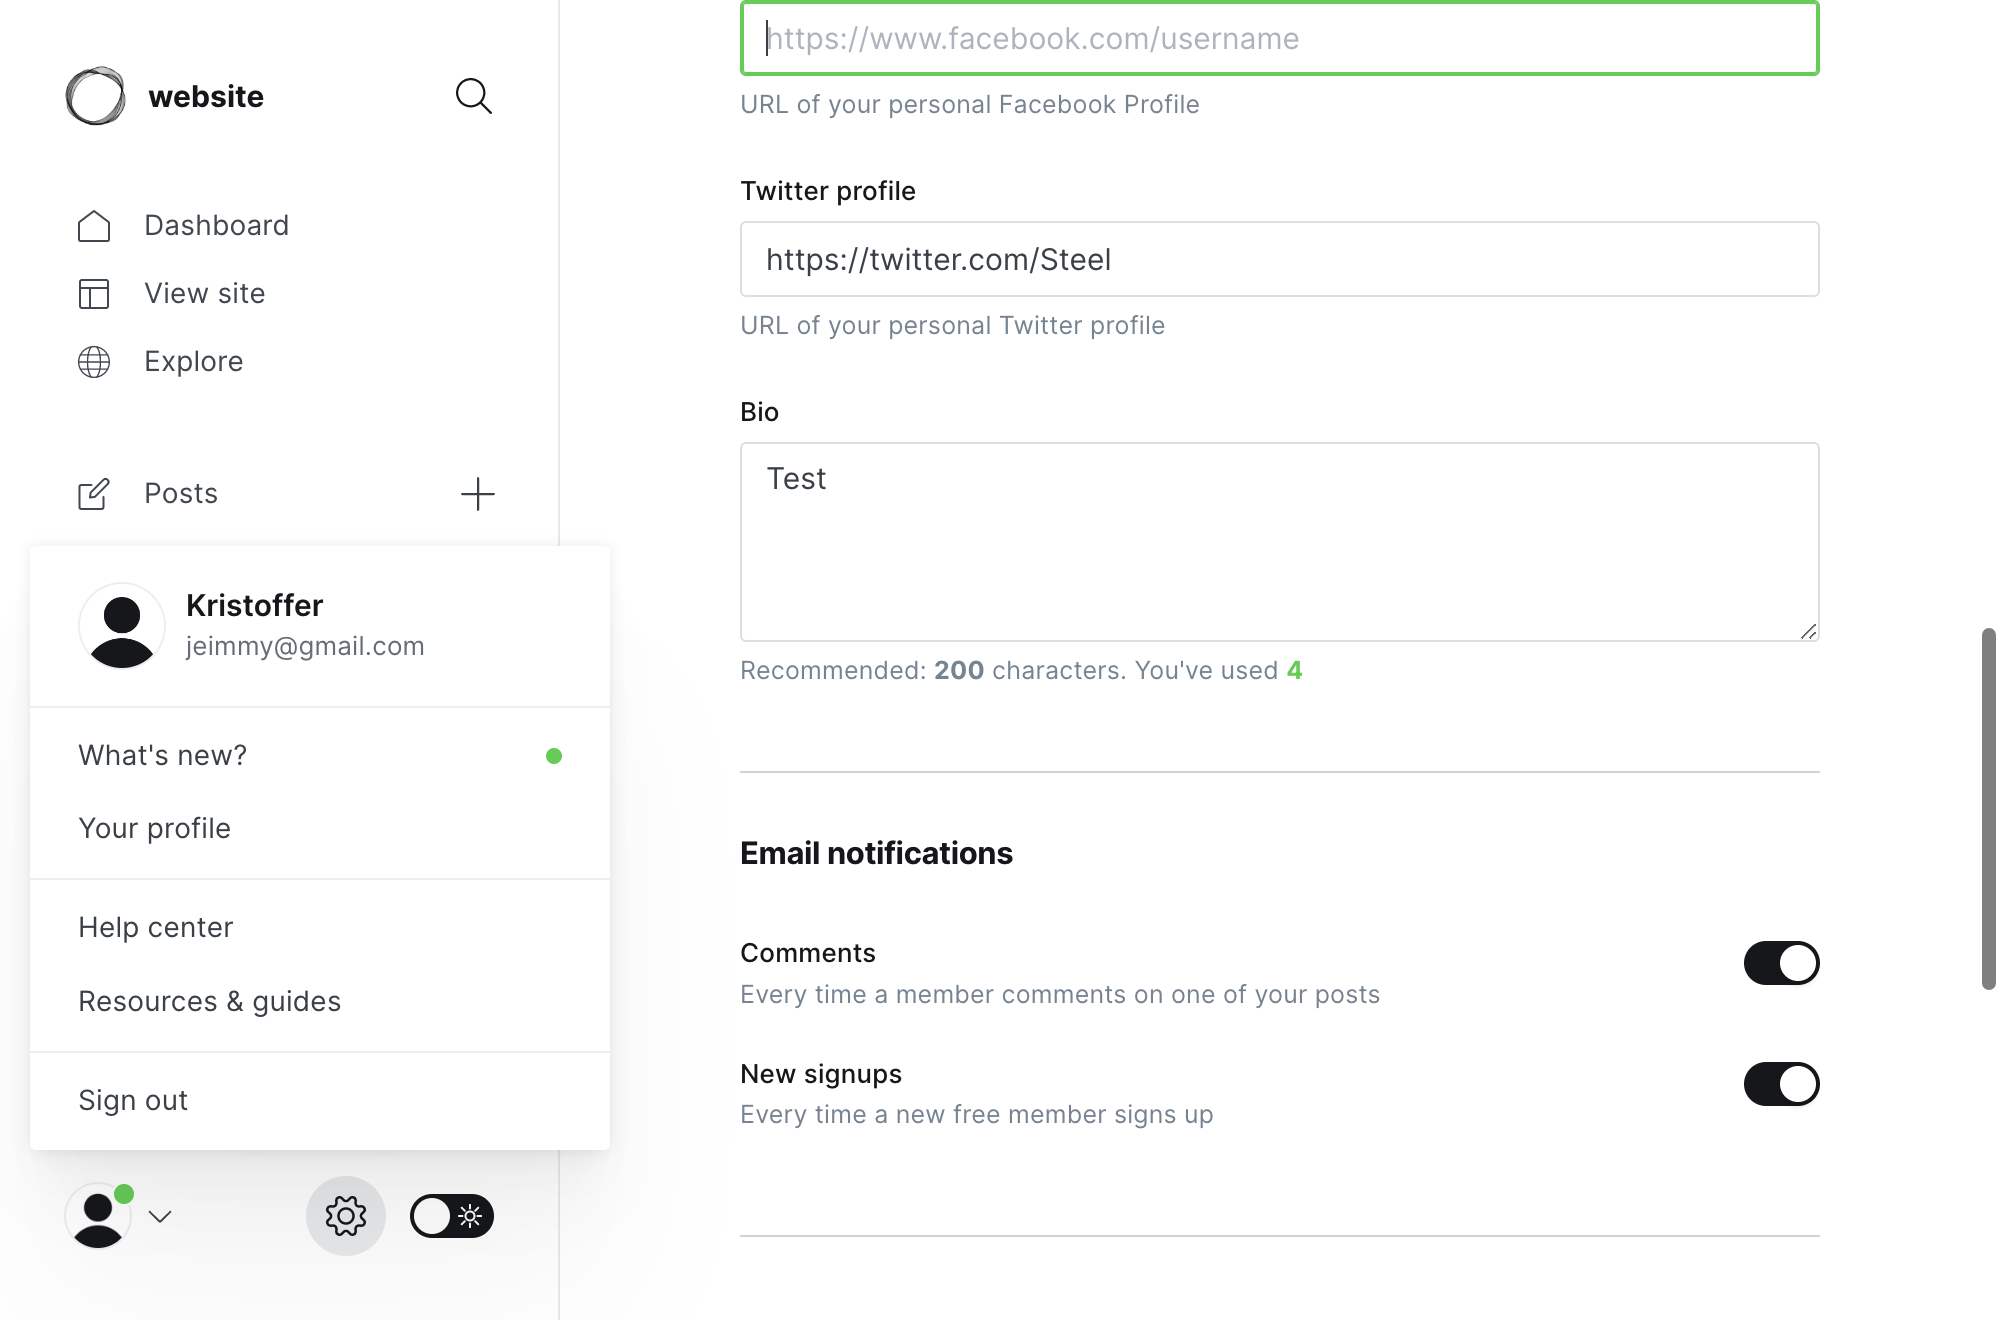 website
Dashboard
View site
Explore
Posts
Kristoffer
jeimmy@gmail.com
What's new?
Your profile
Help center
Resources & guides
Sign out
https://www.facebook.com/username
URL of your personal Facebook Profile
Twitter profile
https://twitter.com/Steel
URL of your personal Twitter profile
Bio
Test
Recommended: 200 characters. You've used 4
Email notifications
Comments
Every time a member comments on one of your posts
New signups
Every time a new free member signs up